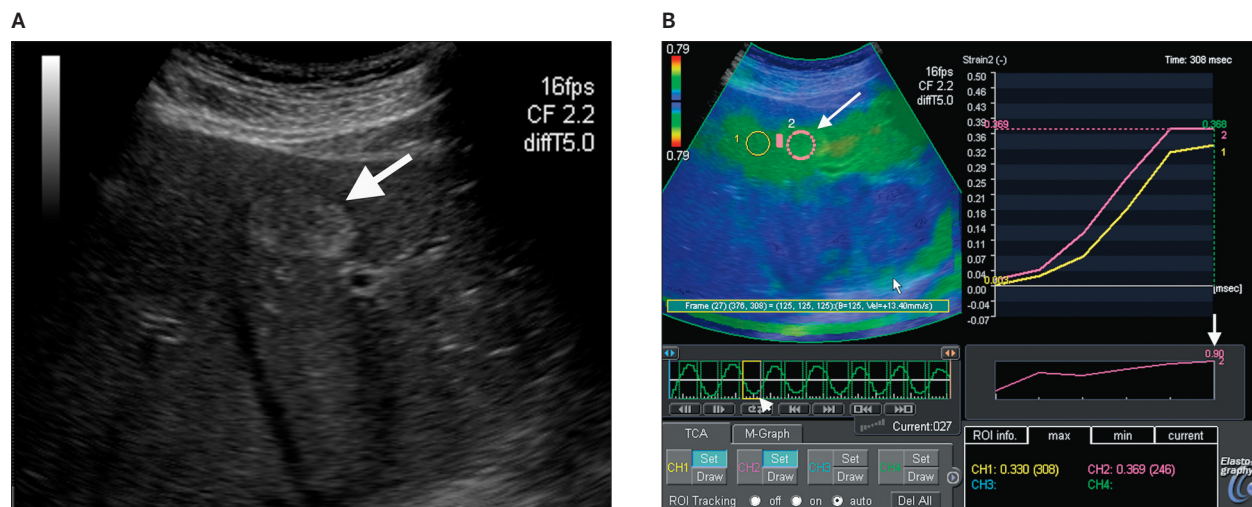 A
16fps
CF 2.2
diffT5.0
B
0.79
0.79
16fps
CF 2.2
diffT5.0
1
2
Frame (27) (376, 308) = (125, 125, 125):(B=125, Vel=+13.40mm/s)
Strain2 (-)
Time: 308 msec
0.50
0.46
0.43
0.39
0.369
0.368
0.36
2
0.32
1
0.28
0.25
0.21
0.18
0.14
0.11
0.07
0.04
0.003
0.00
[msec]
-0.04
-0.07
0.90
2
Current:027
TCA
M-Graph
CH1
Set
Draw
CH2
Set
Draw
CH3
Set
Draw
Set
Draw
ROI Tracking
off
on
auto
Del All
ROI info.
max
min
current
CH1: 0.330 (308)
CH2: 0.369 (246)
CH3:
CH4:
Elasto-
graphy